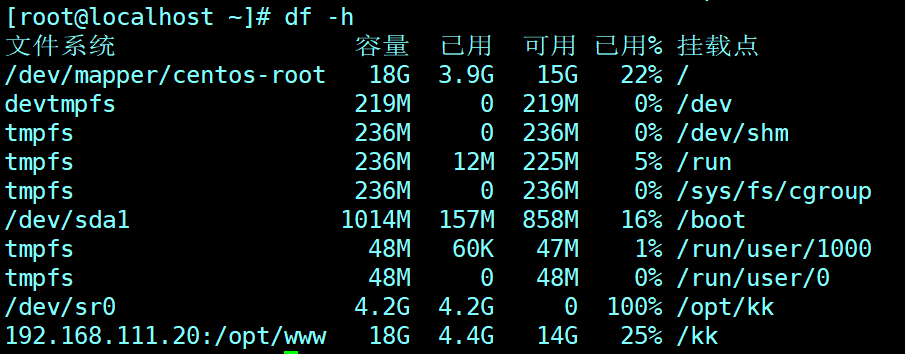 [root@localhost ~]# df -h
文件系统 容量 已用 可用 已用% 挂载点
/dev/mapper/centos-root 18G 3.9G 15G 22% /
devtmpfs 219M 0 219M 0% /dev
tmpfs 236M 0 236M 0% /dev/shm
tmpfs 236M 12M 225M 5% /run
tmpfs 236M 0 236M 0% /sys/fs/cgroup
/dev/sda1 1014M 157M 858M 16% /boot
tmpfs 48M 60K 47M 1% /run/user/1000
tmpfs 48M 0 48M 0% /run/user/0
/dev/sr0 4.2G 4.2G 0 100% /opt/kk
192.168.111.20:/opt/www 18G 4.4G 14G 25% /kk